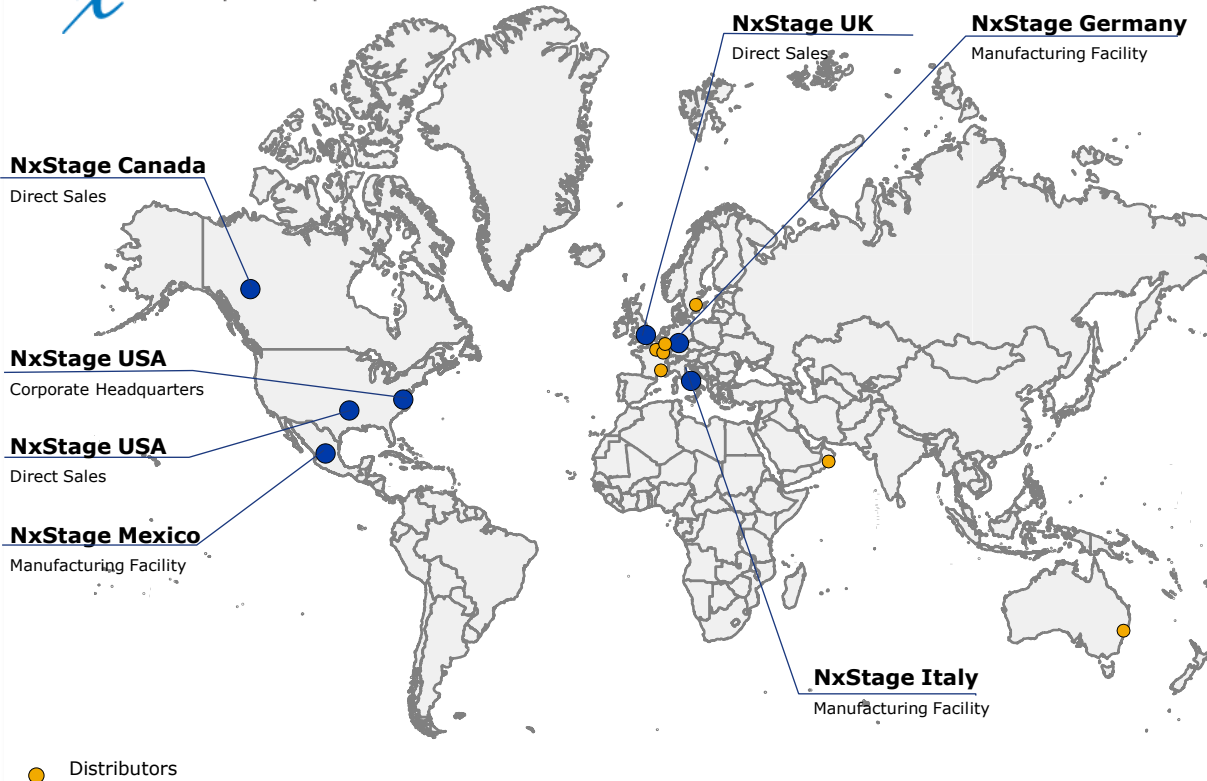 NxStage UK
Direct Sales
NxStage Germany
Manufacturing Facility
NxStage Canada
Direct Sales
NxStage USA
Corporate Headquarters
NxStage USA
Direct Sales
NxStage Mexico
Manufacturing Facility
NxStage Italy
Manufacturing Facility
Distributors